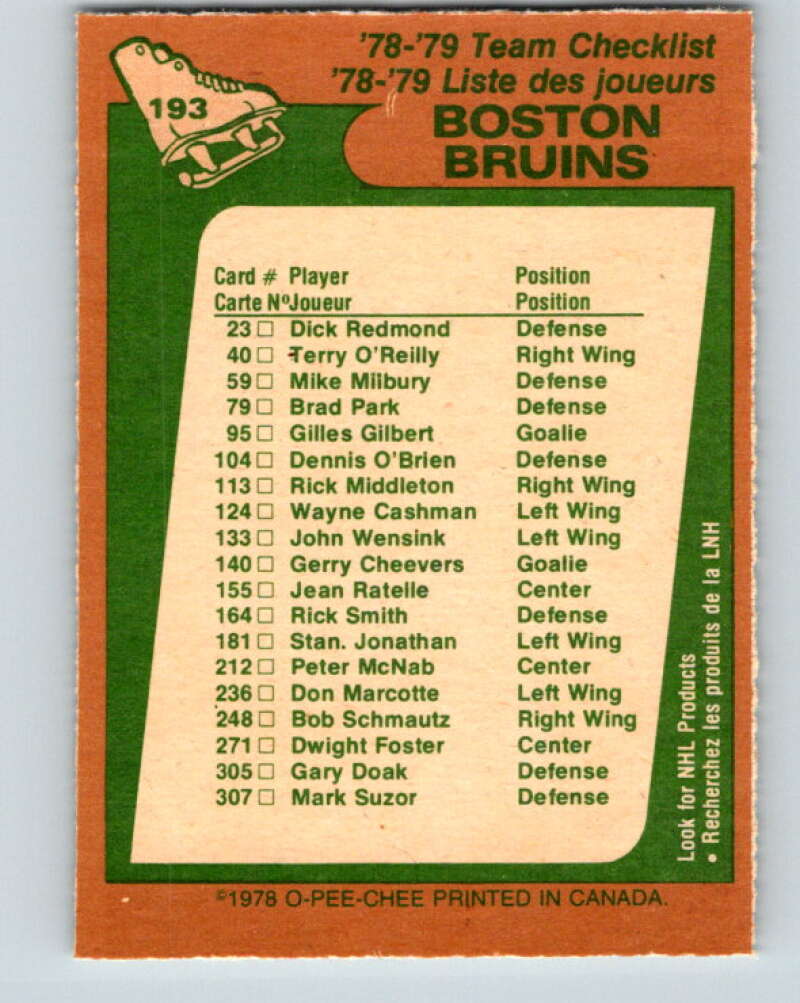 193
'78-'79 Team Checklist
'78-'79 Liste des joueurs
BOSTON
BRUINS
Card # Player Position
Carte Nº Joueur Position
23 □ Dick Redmond Defense
40 □ Terry O'Reilly Right Wing
59 □ Mike Milbury Defense
79 □ Brad Park Defense
95 □ Gilles Gilbert Goalie
104 □ Dennis O'Brien Defense
113 □ Rick Middleton Right Wing
124 □ Wayne Cashman Left Wing
133 □ John Wensink Left Wing
140 □ Gerry Cheevers Goalie
155 □ Jean Ratelle Center
164 □ Rick Smith Defense
181 □ Stan. Jonathan Left Wing
212 □ Peter McNab Center
236 □ Don Marcotte Left Wing
248 □ Bob Schmautz Right Wing
271 □ Dwight Foster Center
305 □ Gary Doak Defense
307 □ Mark Suzor Defense
Look for NHL Products
• Recherchez les produits de la LNH
©1978 O-PEE-CHEE PRINTED IN CANADA.